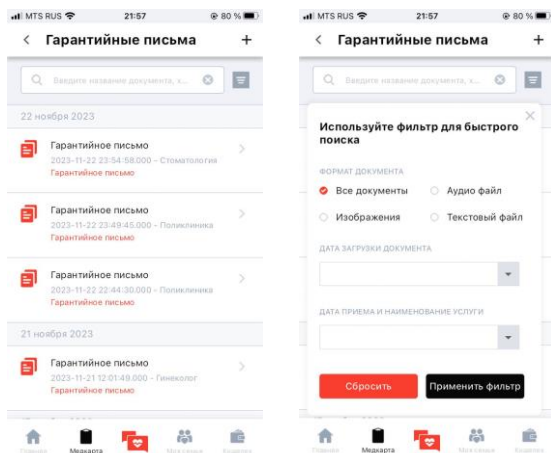 MTS RUS 21:57 80 %
Гарантийные письма
Введите название документа, к...
22 ноября 2023
Гарантийное письмо
2023-11-22 23:54:58.000 – Стоматология
Гарантийное письмо
Гарантийное письмо
2023-11-22 23:49:45.000 – Поликлиника
Гарантийное письмо
Гарантийное письмо
2023-11-22 22:44:30.000 – Поликлиника
Гарантийное письмо
21 ноября 2023
Гарантийное письмо
2023-11-21 12:01:49.000 – Гинеколог
Гарантийное письмо
Главная Медкарта Моя семья Кошелек
MTS RUS 21:57 80 %
Гарантийные письма
Введите название документа, к...
Используйте фильтр для быстрого
поиска
ФОРМАТ ДОКУМЕНТА
Все документы Аудио файл
Изображения Текстовый файл
ДАТА ЗАГРУЗКИ ДОКУМЕНТА
ДАТА ПРИЕМА И НАИМЕНОВАНИЕ УСЛУГИ
Сбросить Применить фильтр
Главная Медкарта Моя семья Кошелек